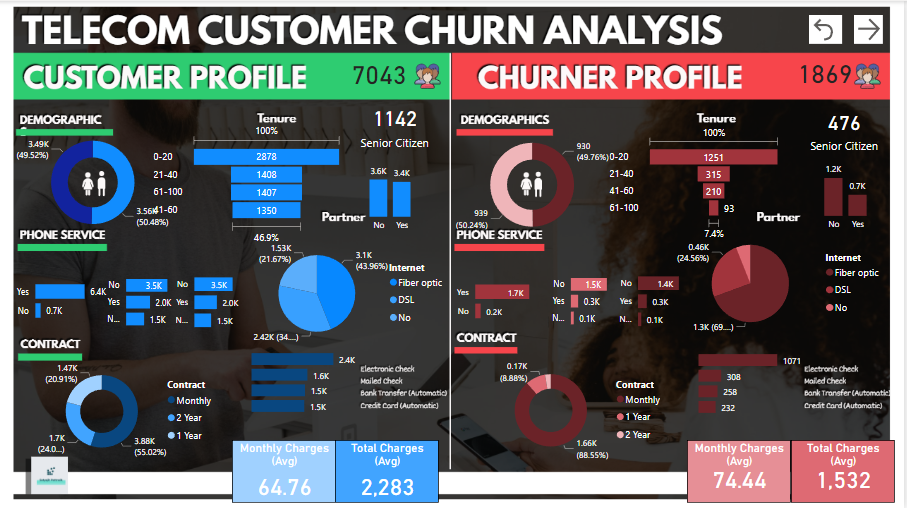 TELECOM CUSTOMER CHURN ANALYSIS
CUSTOMER PROFILE
7043
DEMOGRAPHIC
S
3.49K
(49.52%)
3.56K
(50.48%)
Tenure
100%
0-20
2878
21-40
1408
61-100
1407
41-60
1350
46.9%
1142
Senior Citizen
3.6K
3.4K
No
Yes
Partner
PHONE SERVICE
Yes
6.4K
No
0.7K
No
3.5K
Yes
2.0K
N...
1.5K
No
3.5K
Yes
2.0K
N...
1.5K
1.53K
(21.67%)
3.1K
(43.96%)
2.42K (34....)
Internet
Fiber optic
DSL
No
CONTRACT
1.47K
(20.91%)
1.7K
(24.0...)
3.88K
(55.02%)
Contract
Monthly
2 Year
1 Year
2.4K
1.6K
1.5K
1.5K
Electronic Check
Mailed Check
Bank Transfer (Automatic)
Credit Card (Automatic)
Monthly Charges
(Avg)
64.76
Total Charges
(Avg)
2,283
CHURNER PROFILE
1869
DEMOGRAPHICS
930
(49.76%)
939
(50.24%)
Tenure
100%
0-20
1251
21-40
315
41-60
210
61-100
93
7.4%
476
Senior Citizen
1.2K
0.7K
No
Yes
Partner
PHONE SERVICE
Yes
1.7K
No
0.2K
No
1.5K
Yes
0.3K
N...
0.1K
No
1.4K
Yes
0.3K
N...
0.1K
0.46K
(24.56%)
1.3K (69....)
Internet
Fiber optic
DSL
No
CONTRACT
0.17K
(8.88%)
1.66K
(88.55%)
Contract
Monthly
1 Year
2 Year
1071
308
258
232
Electronic Check
Mailed Check
Bank Transfer (Automatic)
Credit Card (Automatic)
Monthly Charges
(Avg)
74.44
Total Charges
(Avg)
1,532